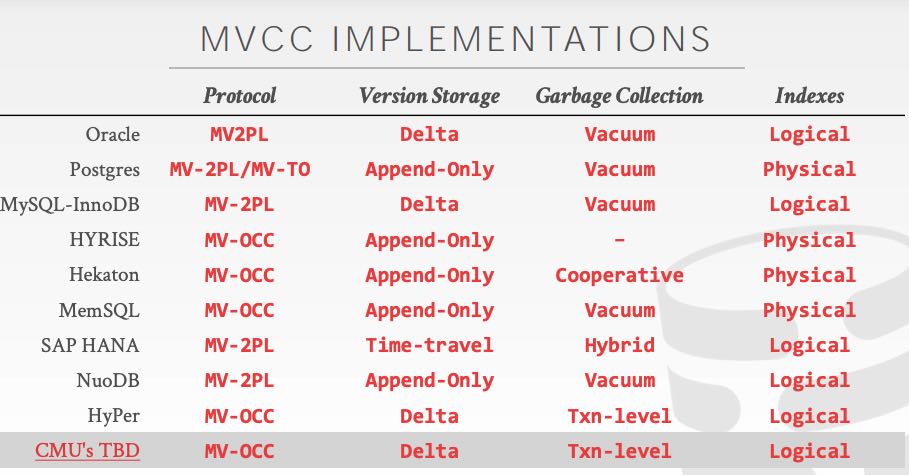 MVCC IMPLEMENTATIONS
Protocol Version Storage Garbage Collection Indexes
Oracle MV2PL Delta Vacuum Logical
Postgres MV-2PL/MV-TO Append-Only Vacuum Physical
MySQL-InnoDB MV-2PL Delta Vacuum Logical
HYRISE MV-OCC Append-Only – Physical
Hekaton MV-OCC Append-Only Cooperative Physical
MemSQL MV-OCC Append-Only Vacuum Physical
SAP HANA MV-2PL Time-travel Hybrid Logical
NuoDB MV-2PL Append-Only Vacuum Logical
HyPer MV-OCC Delta Txn-level Logical
CMU's TBD MV-OCC Delta Txn-level Logical